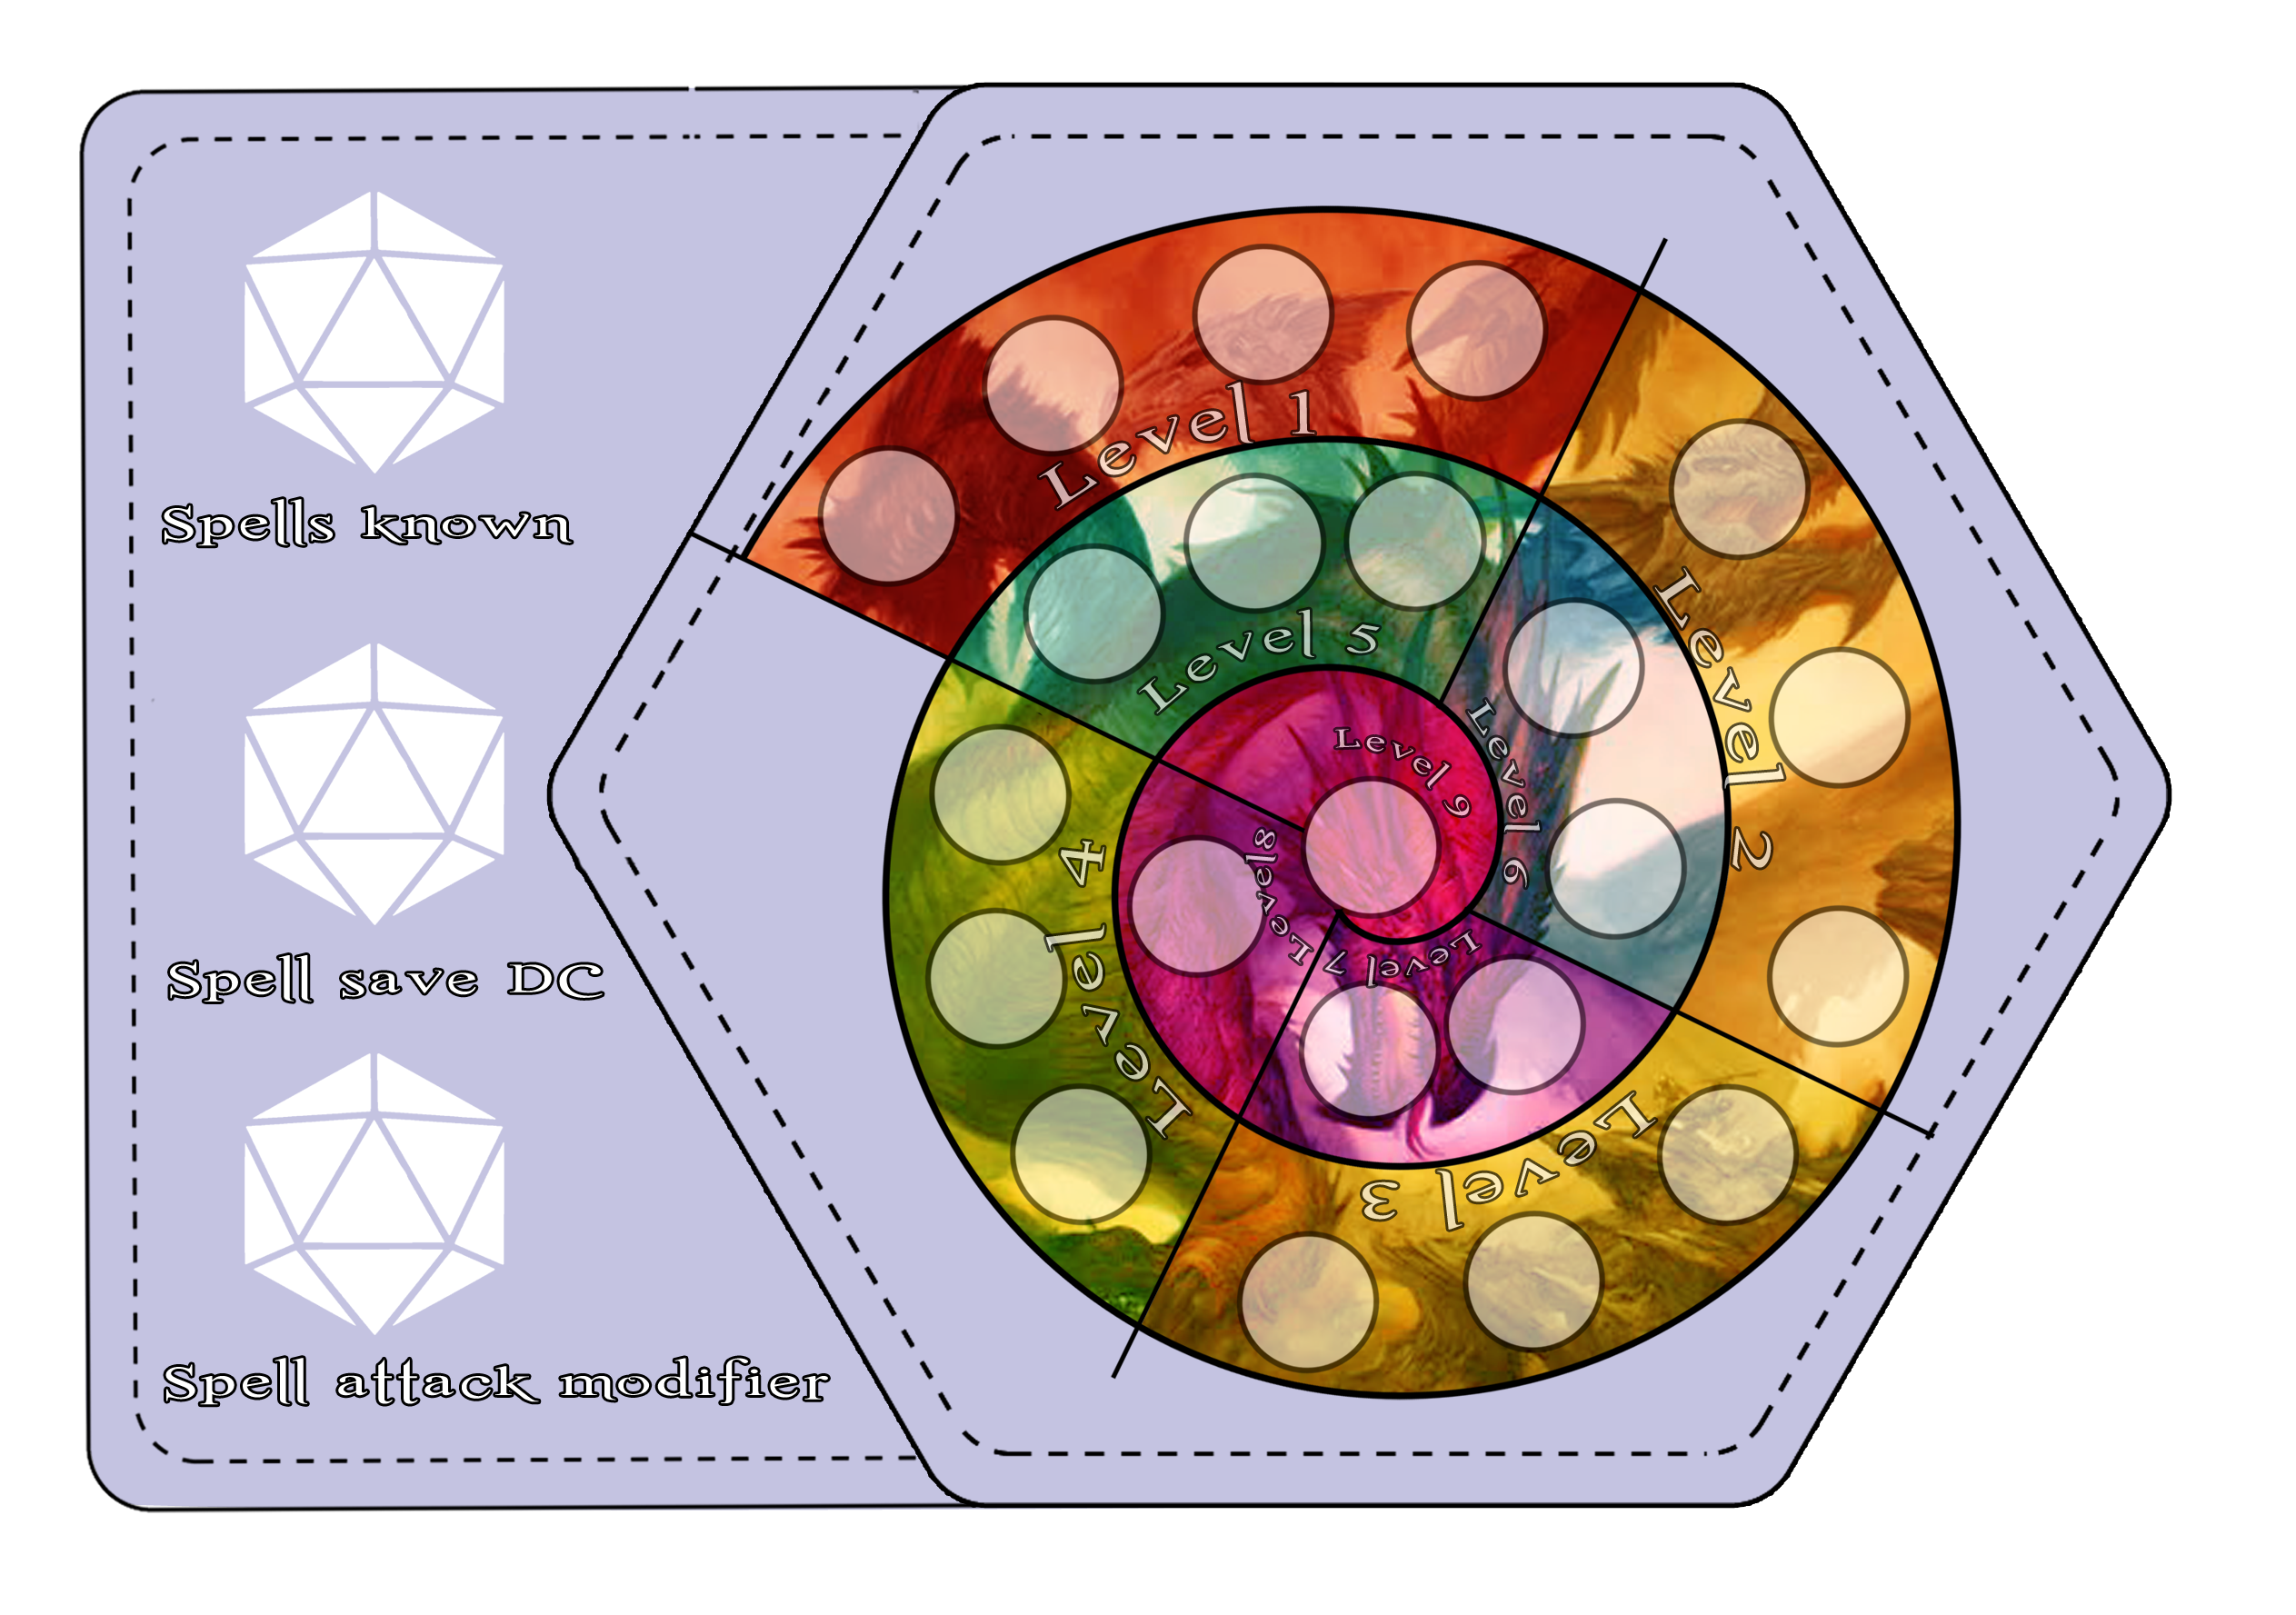 Spells known
Spell save DC
Spell attack modifier
Level 1
Level 2
Level 3
Level 4
Level 5
Level 6
Level 7
Level8
Level 9